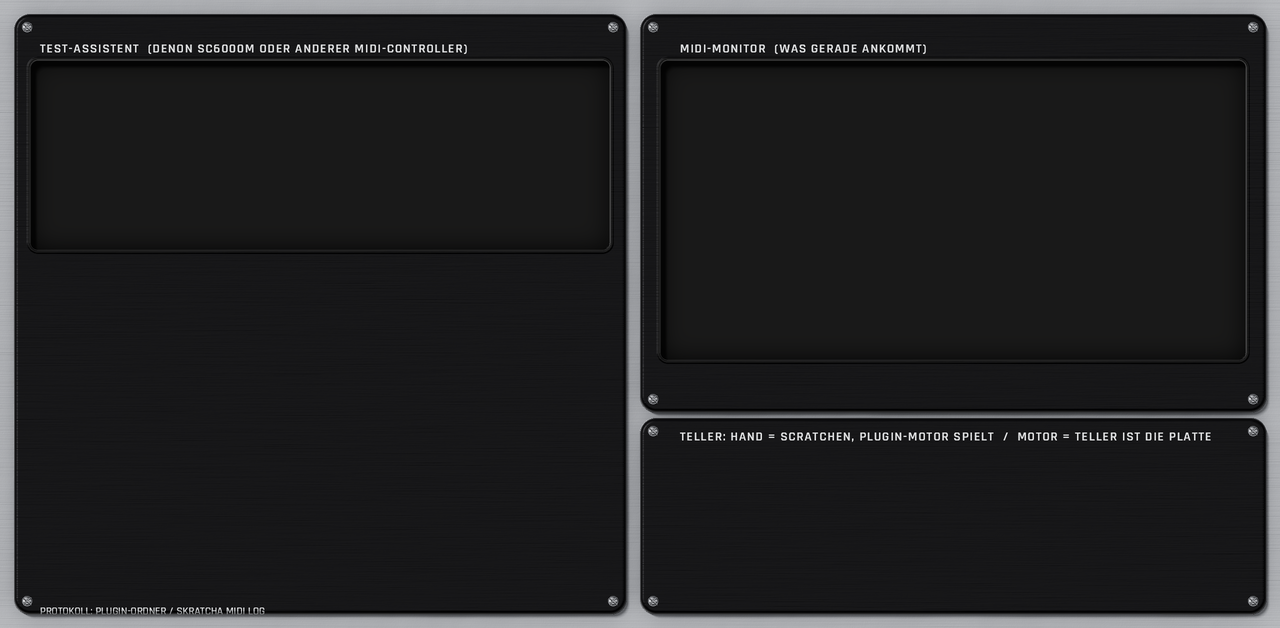 TEST-ASSISTENT (DENON SC6000M ODER ANDERER MIDI-CONTROLLER)
MIDI-MONITOR (WAS GERADE ANKOMMT)
TELLER: HAND = SCRATCHEN, PLUGIN-MOTOR SPIELT / MOTOR = TELLER IST DIE PLATTE
PROTOKOLL: PLUGIN-ORDNER / SKRATCHA MIDI LOG